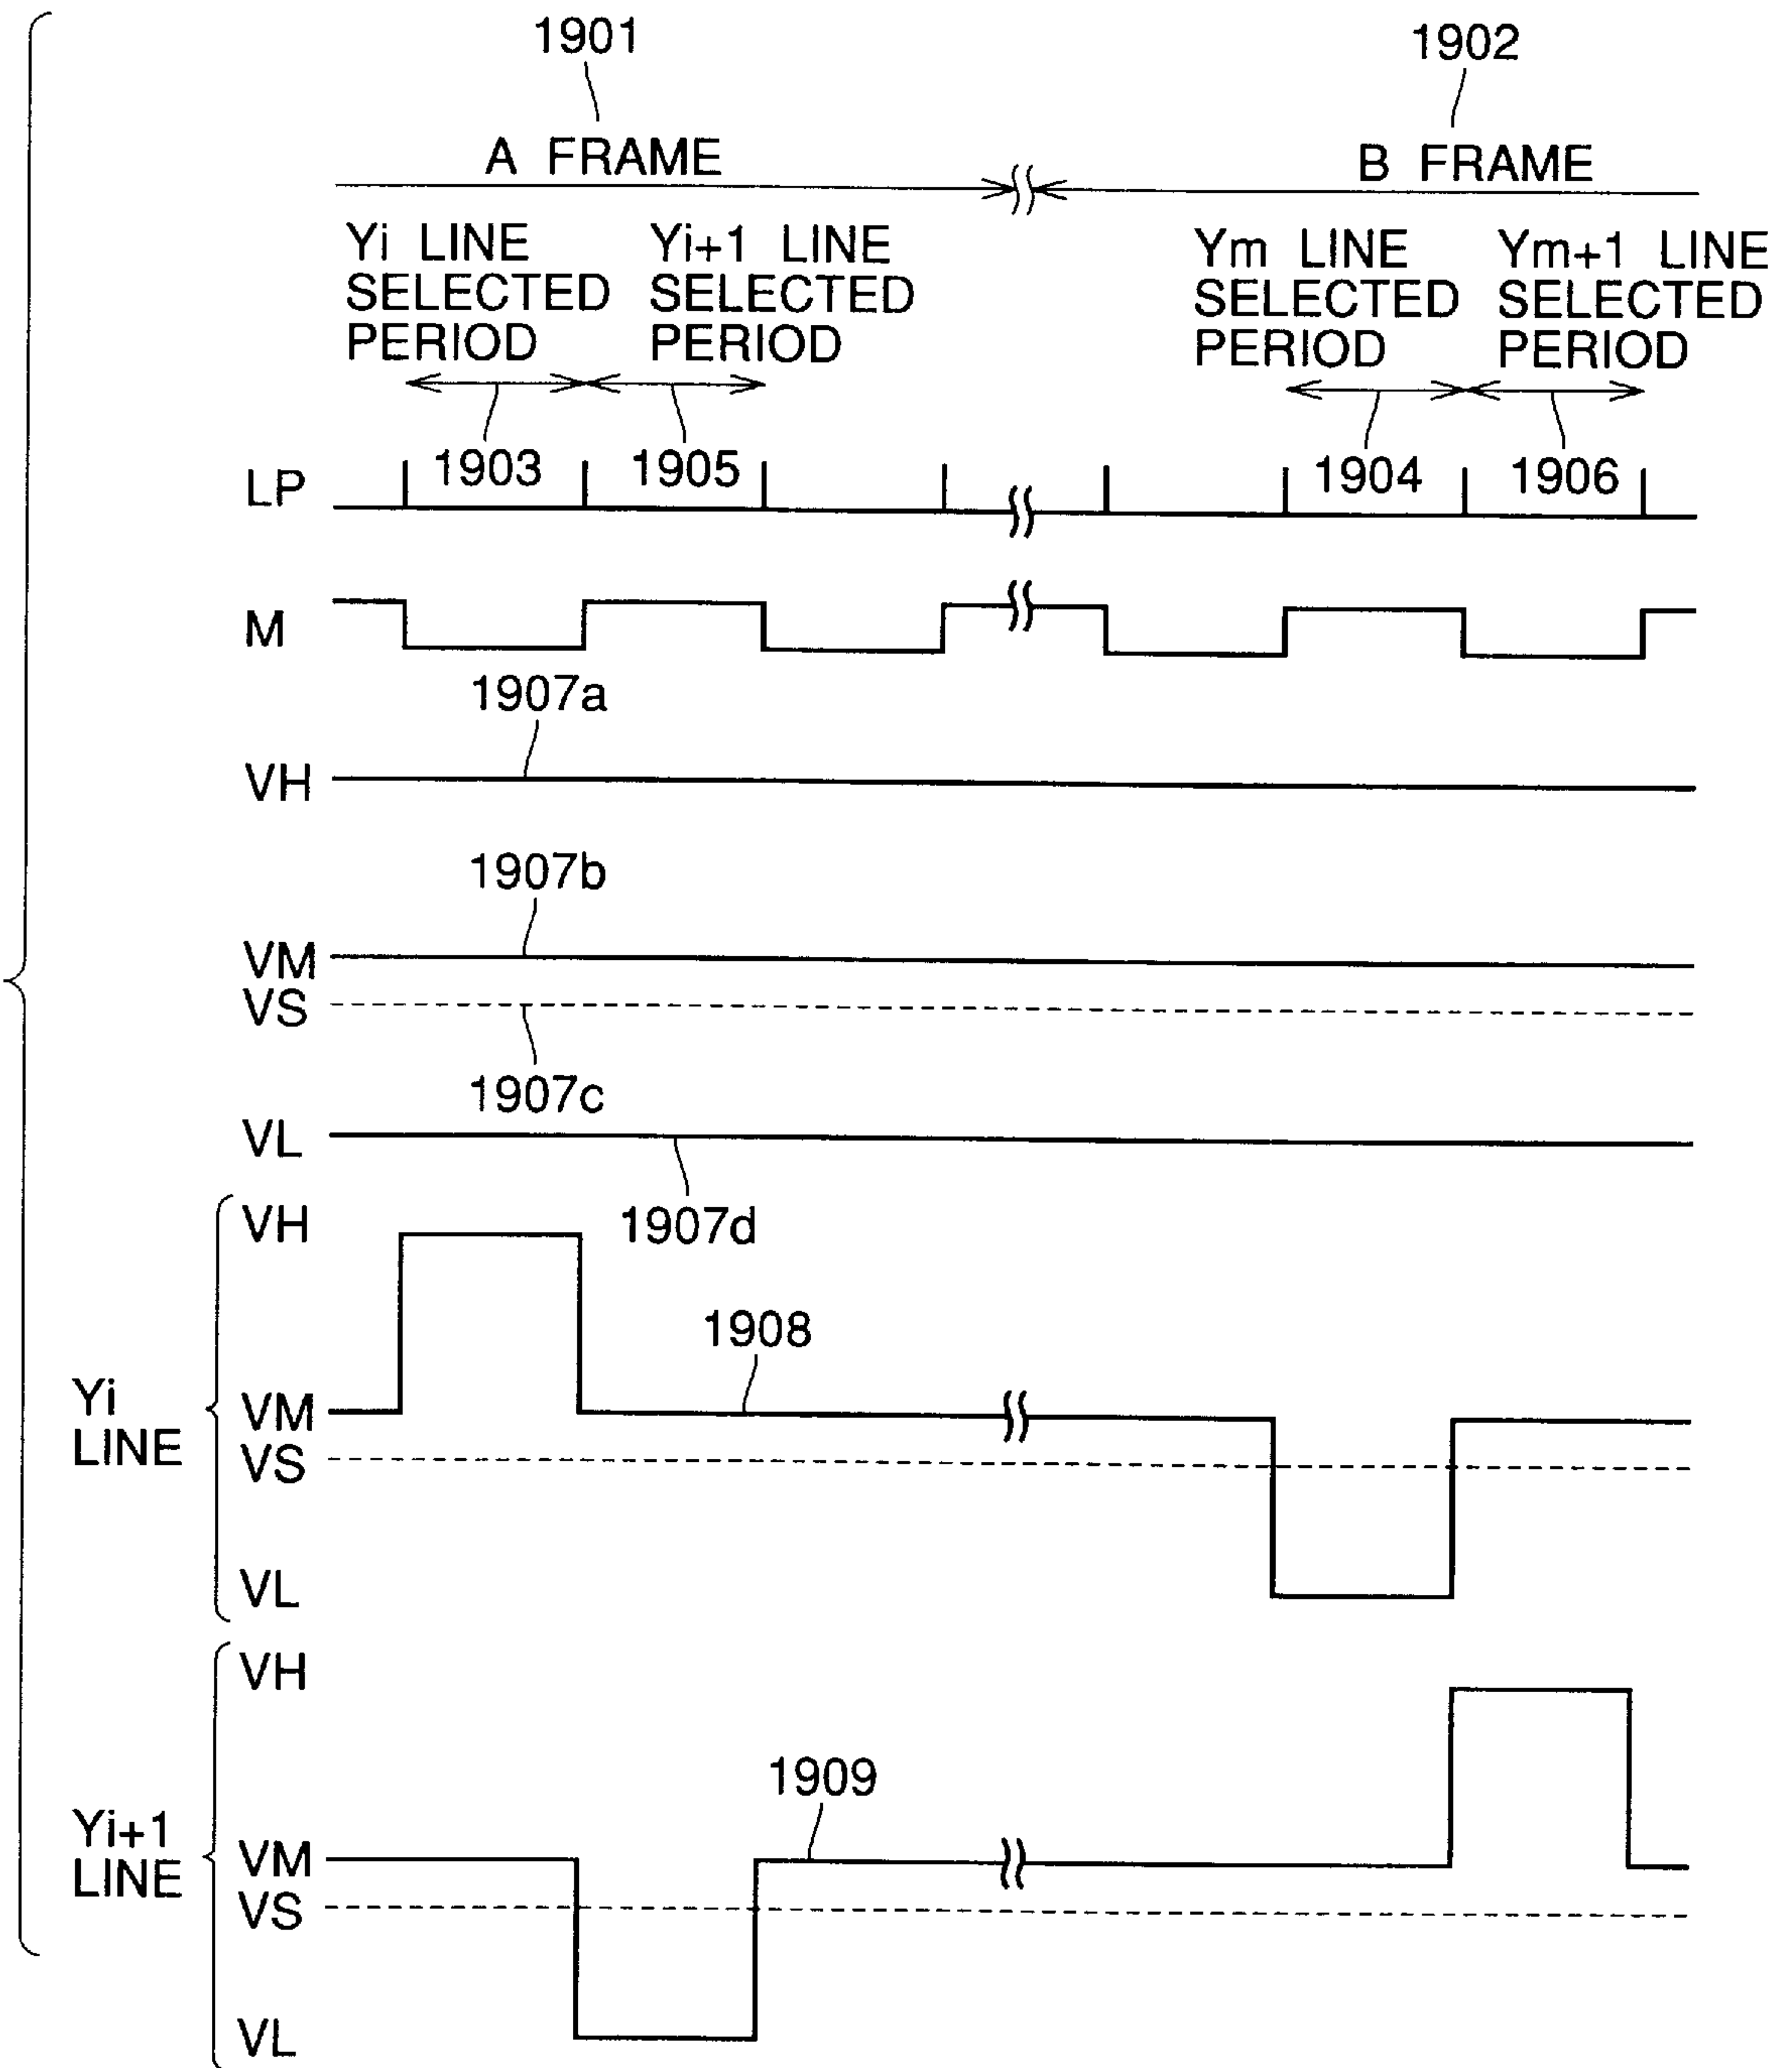 1901
1902
A FRAME
B FRAME
Yi LINE SELECTED PERIOD
Yi+1 LINE SELECTED PERIOD
Ym LINE SELECTED PERIOD
Ym+1 LINE SELECTED PERIOD
LP
1903
1905
1904
1906
M
1907a
VH
1907b
VM
VS
1907c
VL
1907d
Yi LINE
VH
1908
VM
VS
VL
Yi+1 LINE
VH
1909
VM
VS
VL